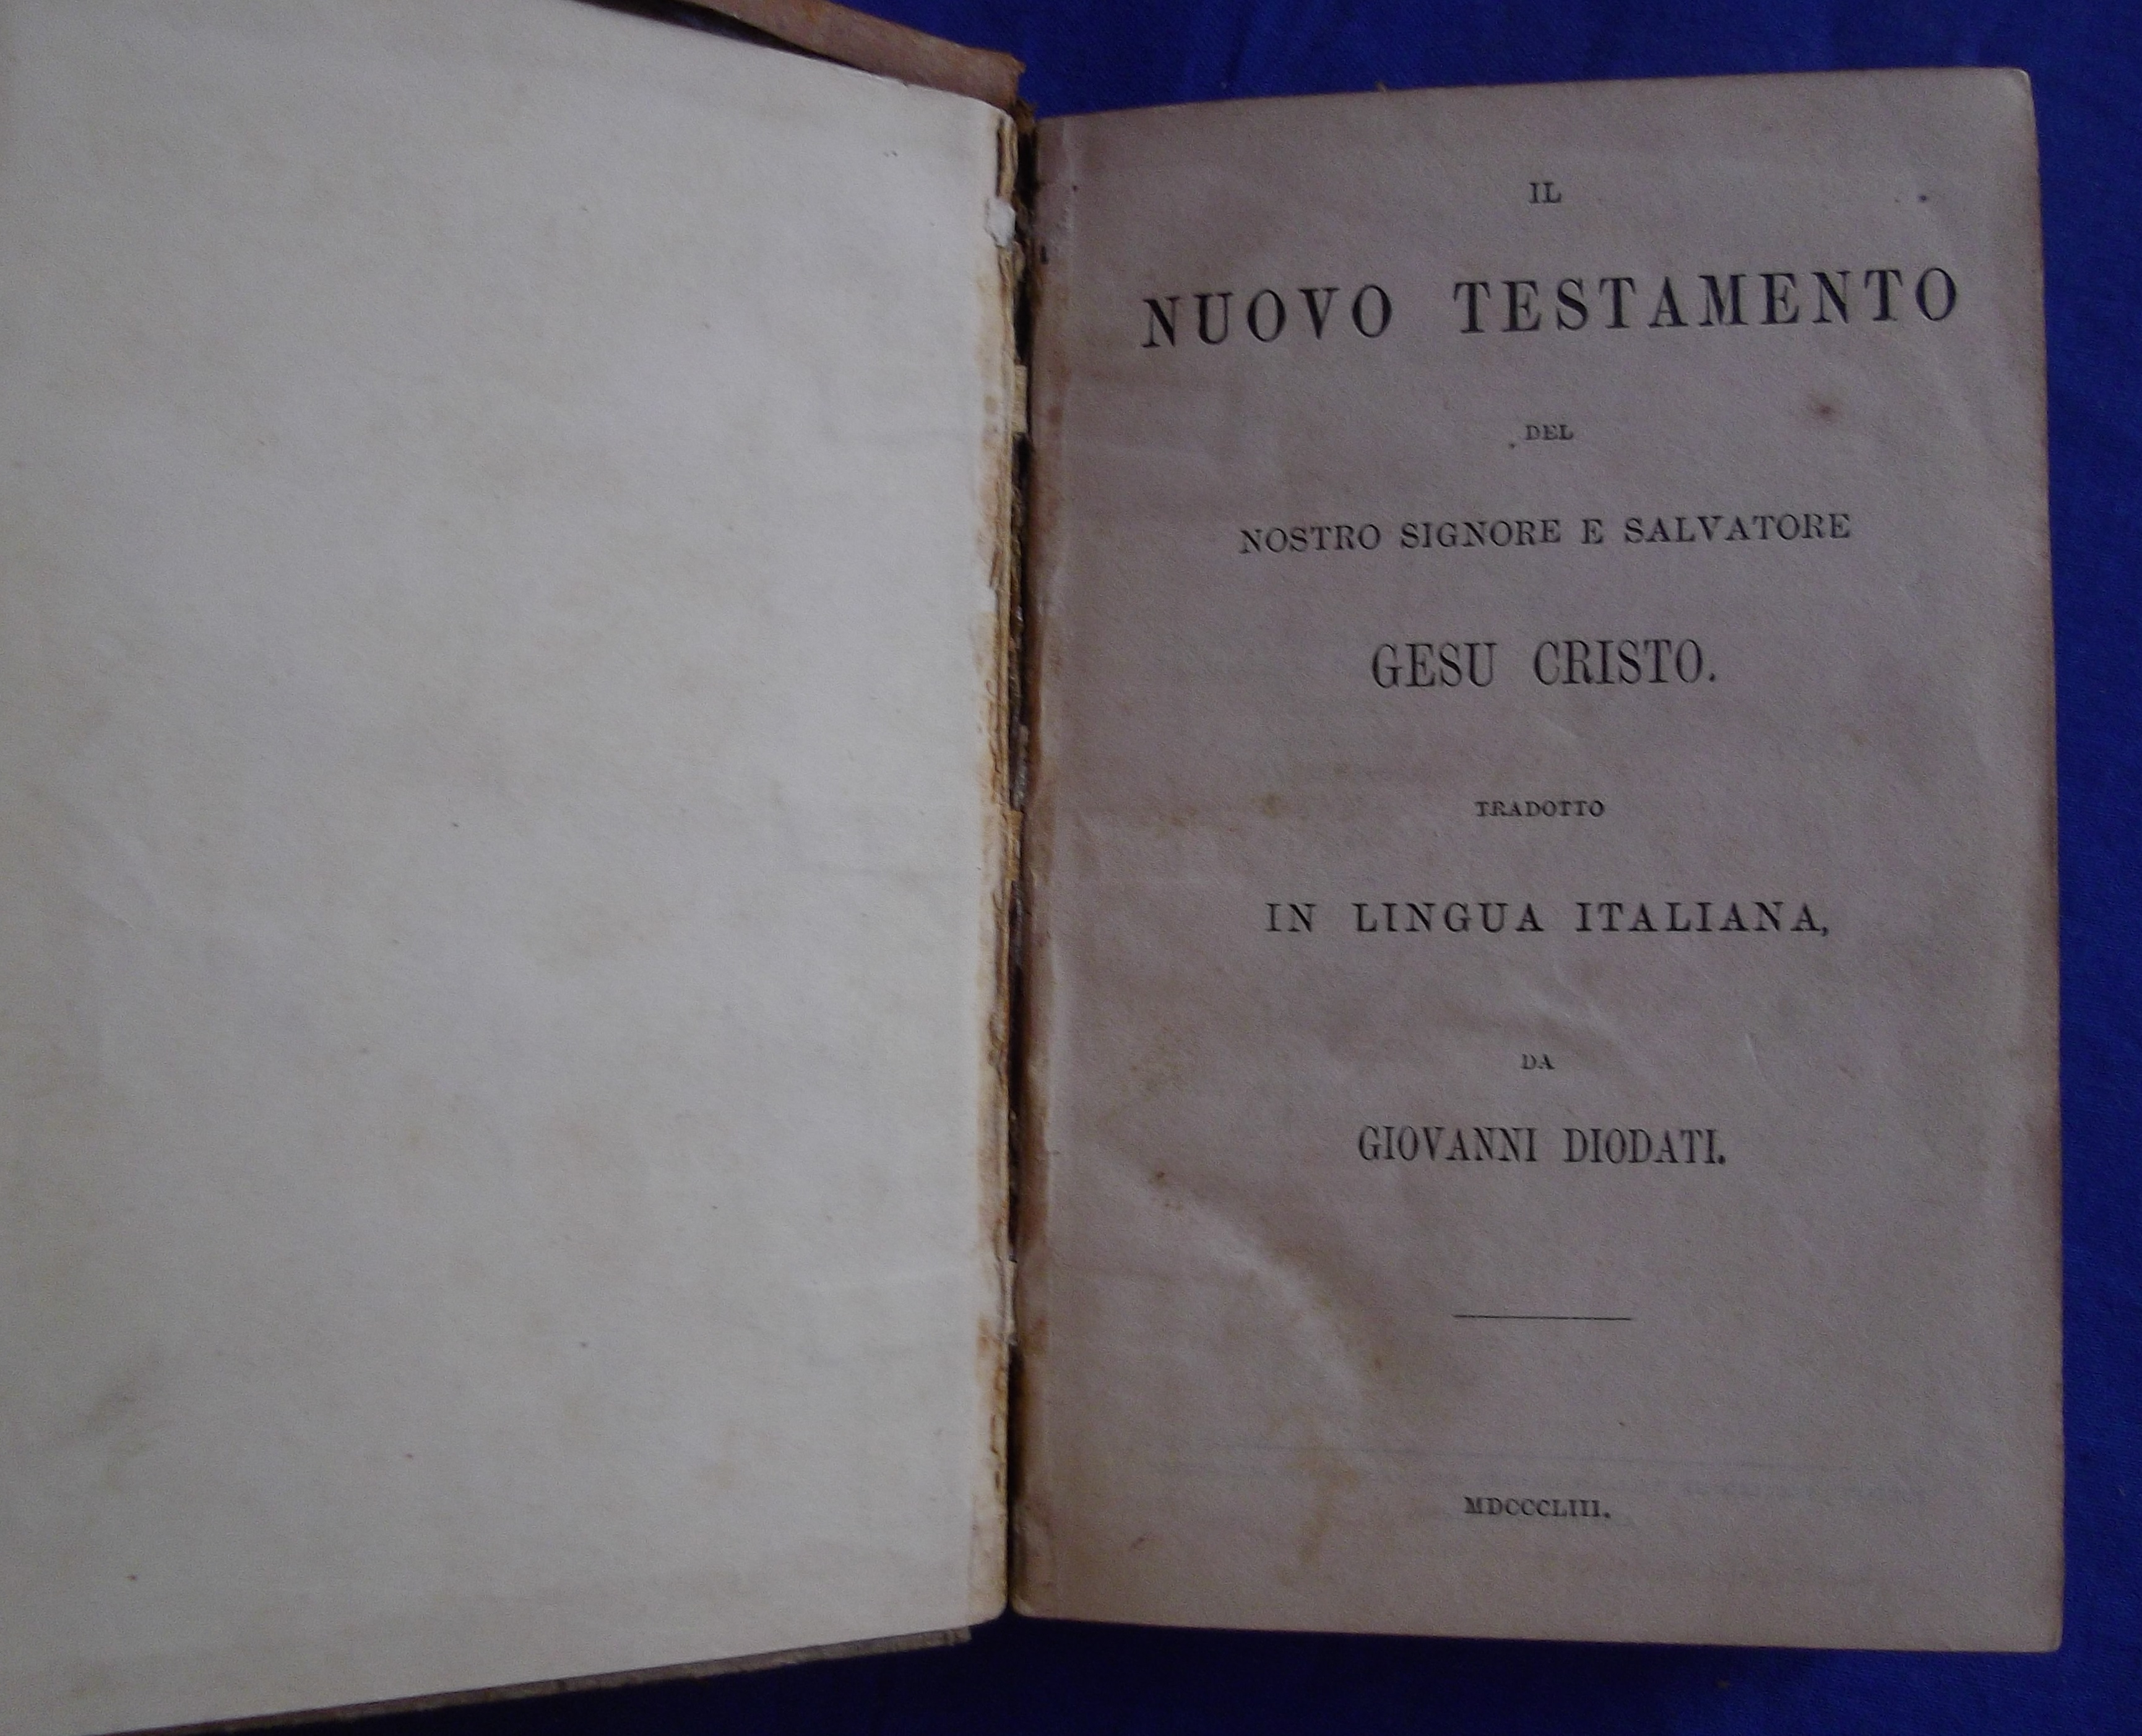 IL
NUOVO TESTAMENTO
DEL
NOSTRO SIGNORE E SALVATORE
GESU CRISTO.
TRADOTTO
IN LINGUA ITALIANA,
DA
GIOVANNI DIODATI.
MDCCCLIII.